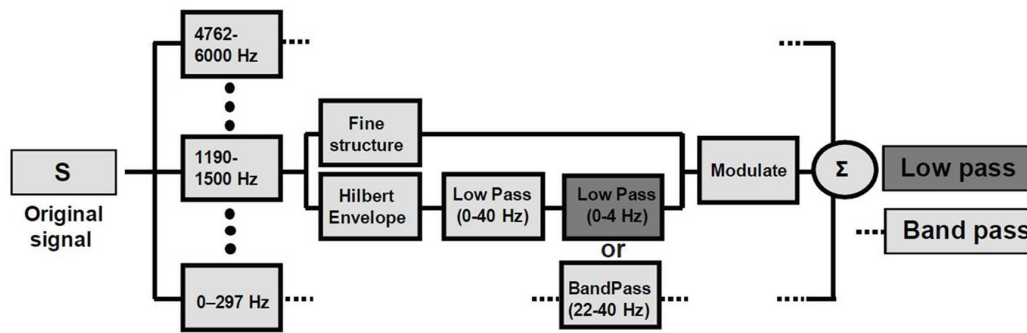 4762-
6000 Hz
Fine
structure
1190-
1500 Hz
S
Original
signal
Hilbert
Envelope
Low Pass
(0-40 Hz)
Low Pass
(0-4 Hz)
or
BandPass
(22-40 Hz)
0–297 Hz
Modulate
Σ
Low pass
Band pass